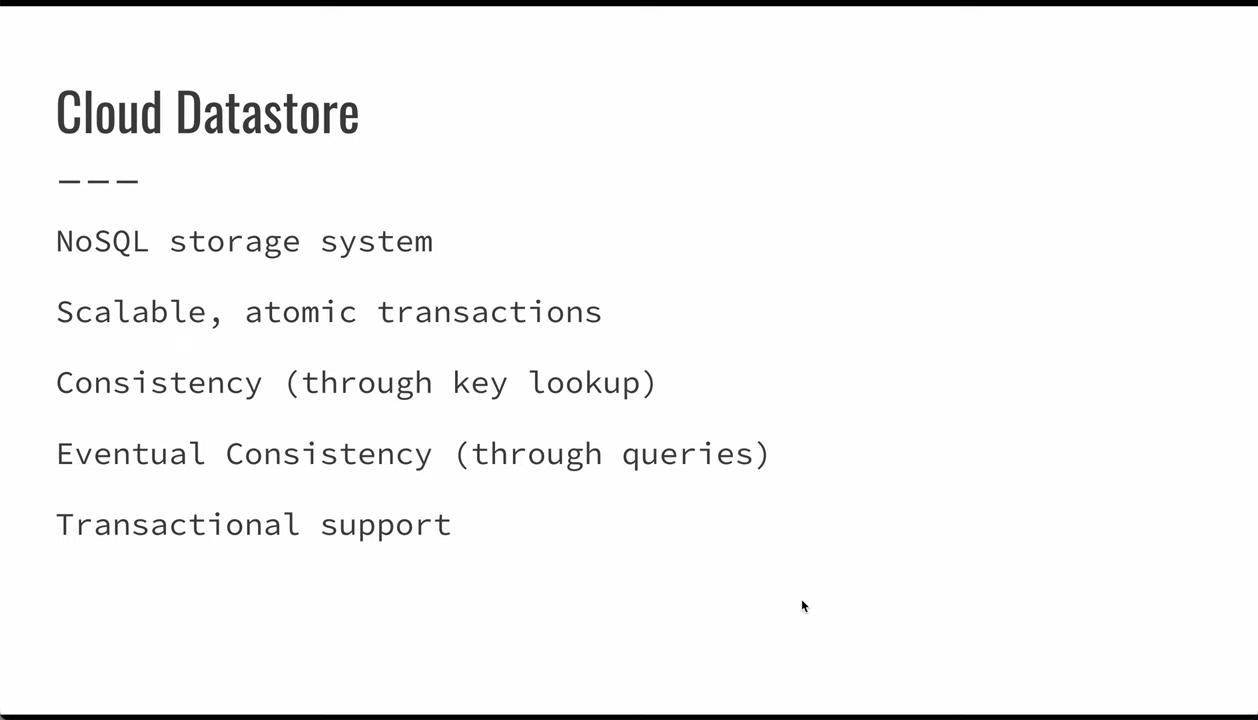 Cloud Datastore
———
NoSQL storage system
Scalable, atomic transactions
Consistency (through key lookup)
Eventual Consistency (through queries)
Transactional support